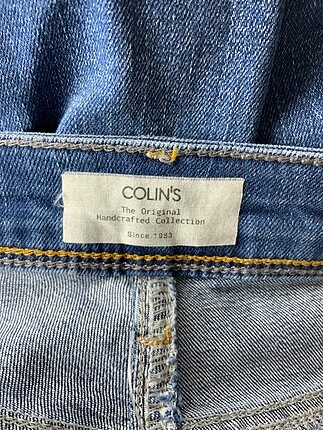 COLIN'S
The Original
Handcrafted Collection
Since 1983